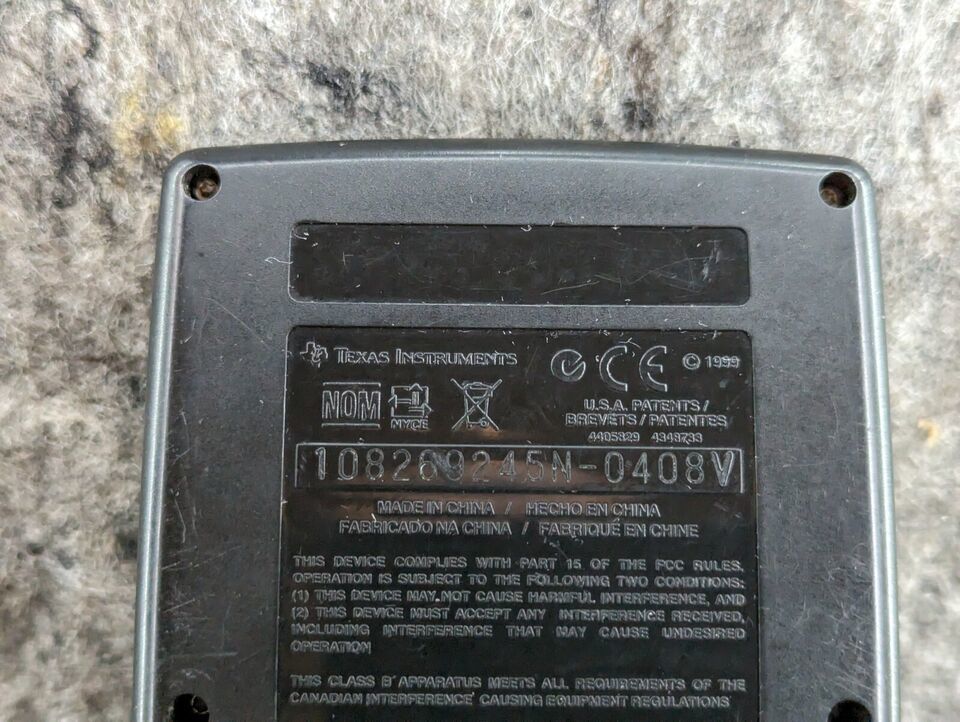 TEXAS INSTRUMENTS
CE © 1999
NOM
NYCE
U.S.A. PATENTS /
BREVÉTS / PATENTES
4405829 4348733
108269245N-0408V
MADE IN CHINA / HECHO EN CHINA
FABRICADO NA CHINA / FABRIQUÉ EN CHINE
THIS DEVICE COMPLIES WITH PART 15 OF THE FCC RULES.
OPERATION IS SUBJECT TO THE FOLLOWING TWO CONDITIONS:
(1) THIS DEVICE MAY NOT CAUSE HARMFUL INTERFERENCE, AND
(2) THIS DEVICE MUST ACCEPT ANY INTERFERENCE RECEIVED,
INCLUDING INTERFERENCE THAT MAY CAUSE UNDESIRED
OPERATION
THIS CLASS B APPARATUS MEETS ALL REQUIREMENTS OF THE
CANADIAN INTERFERENCE CAUSING EQUIPMENT REGULATIONS